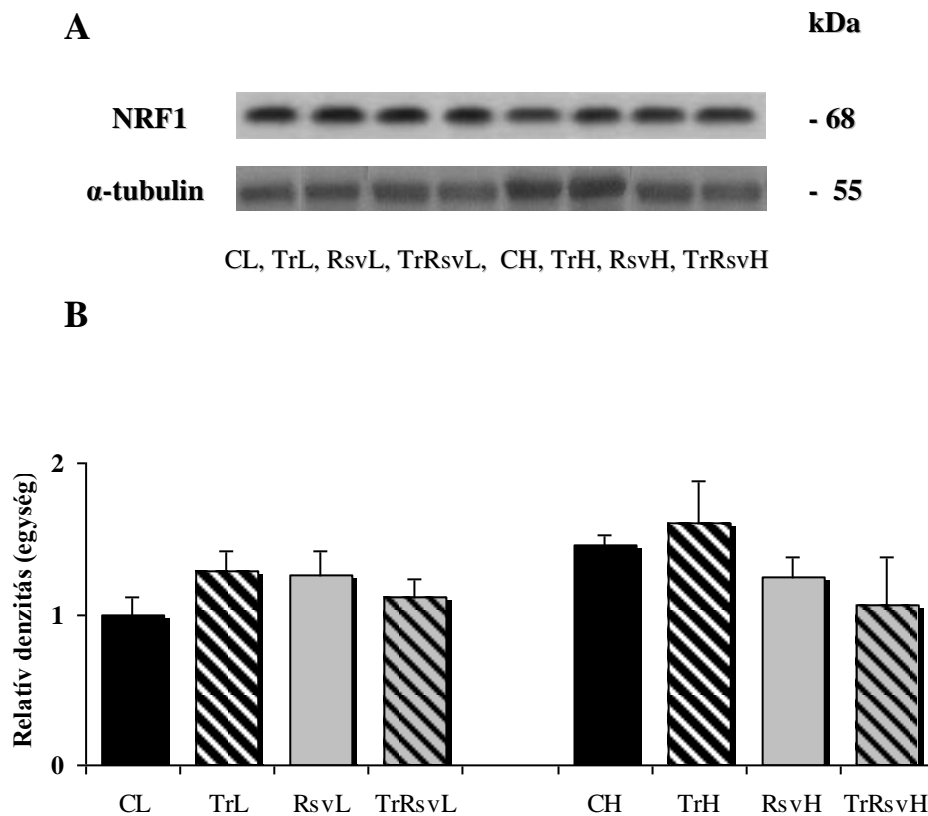 A kDa
NRF1 - 68
α-tubulin - 55
CL, TrL, RsvL, TrRsvL, CH, TrH, RsvH, TrRsvH
B
Relatív denzitás (egység)
2
1
0
CL TrL RsvL TrRsvL CH TrH RsvH TrRsvH